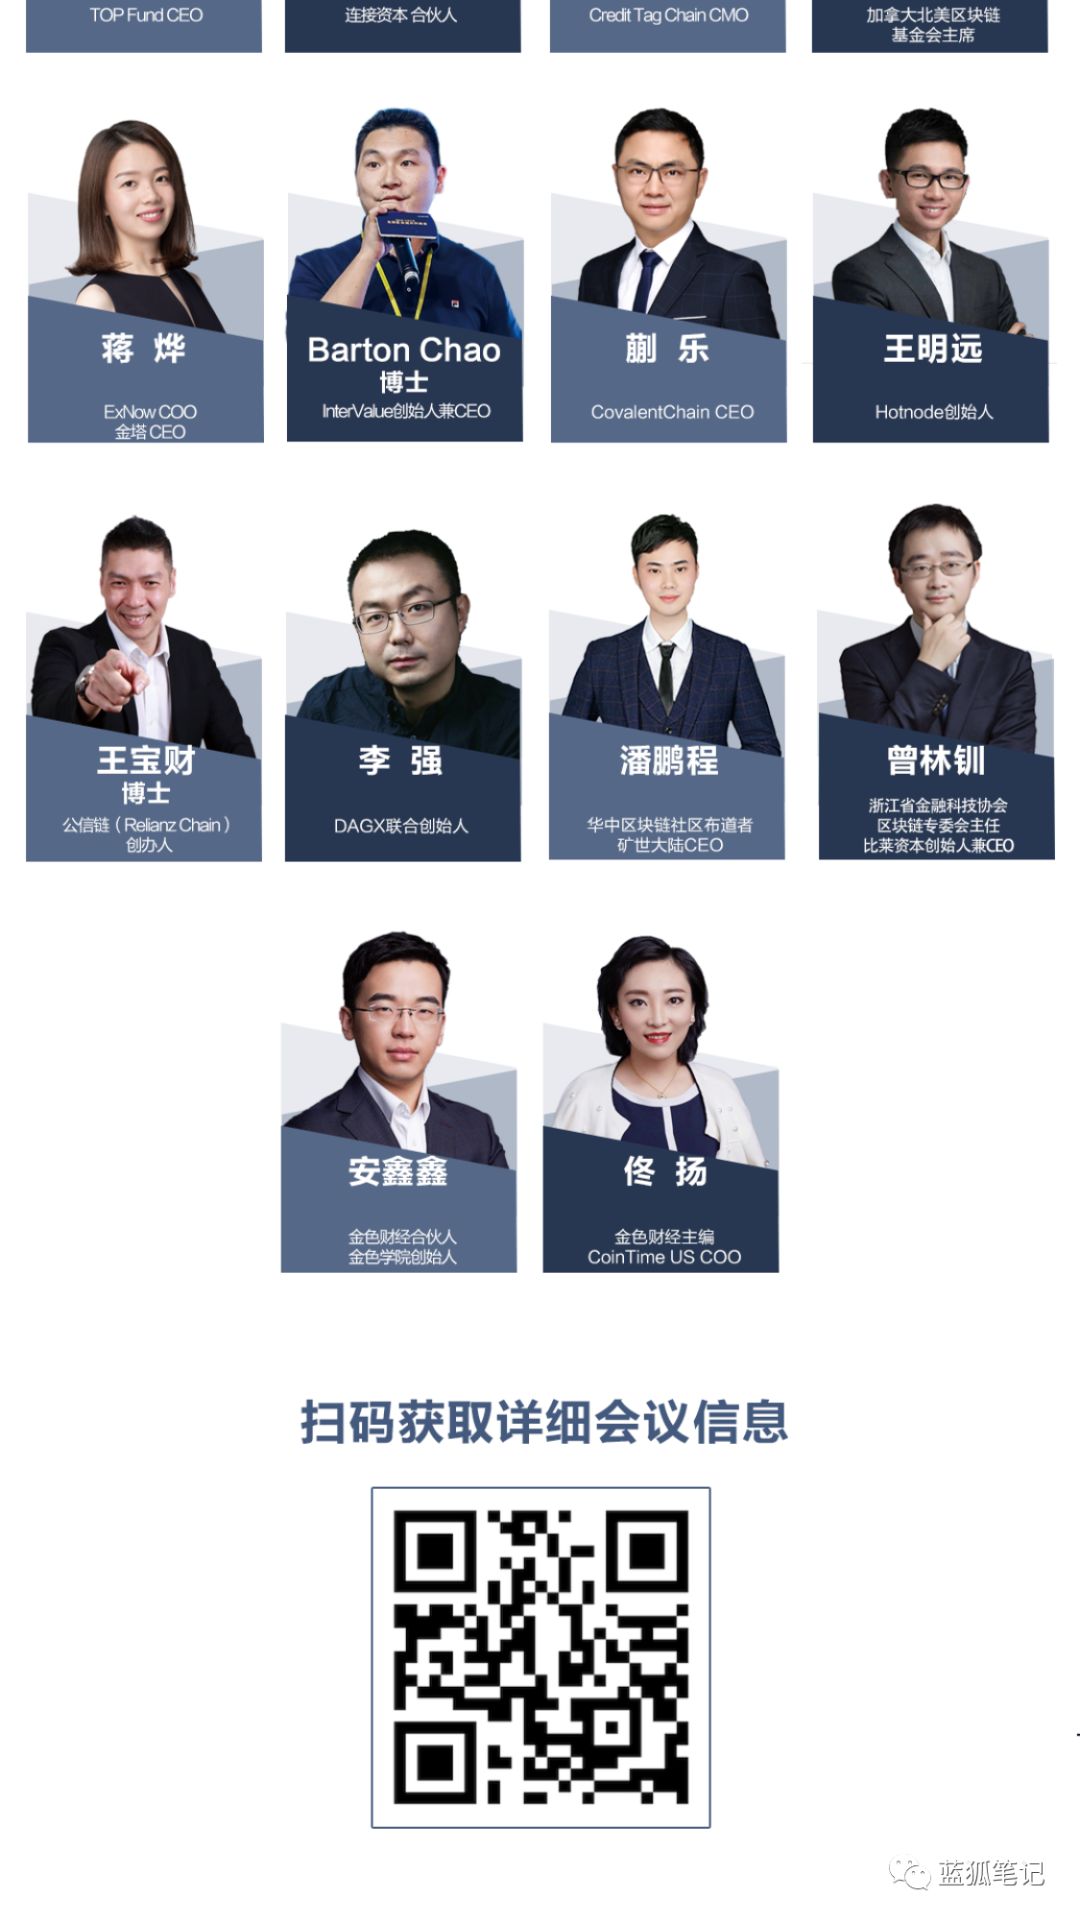 TOP Fund CEO
连接资本 合伙人
Credit Tag Chain CMO
加拿大北美区块链
基金会主席
蒋 烨
ExNow COO
金塔 CEO
Barton Chao
博士
InterValue创始人兼CEO
蒯 乐
CovalentChain CEO
王明远
Hotnode创始人
王宝财
博士
公信链（Relianz Chain）
创办人
李 强
DAGX联合创始人
潘鹏程
华中区块链社区布道者
矿世大陆CEO
曾林钏
浙江省金融科技协会
区块链专委会主任
比莱资本创始人兼CEO
安鑫鑫
金色财经合伙人
金色学院创始人
佟 扬
金色财经主编
CoinTime US COO
扫码获取详细会议信息
蓝狐笔记